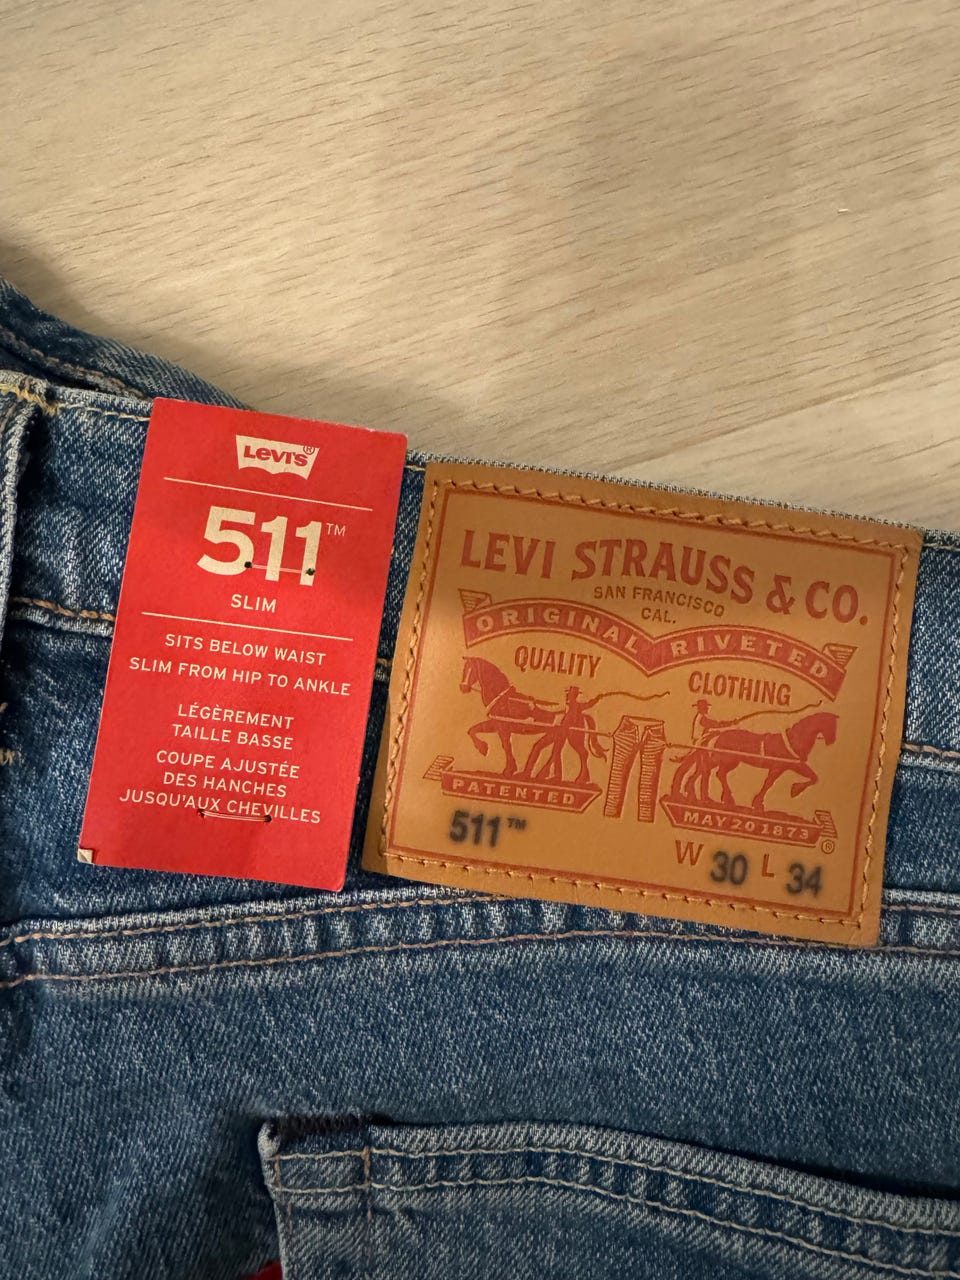 LEVI'S®
511™
SLIM
SITS BELOW WAIST
SLIM FROM HIP TO ANKLE
LÉGÈREMENT
TAILLE BASSE
COUPE AJUSTÉE
DES HANCHES
JUSQU'AUX CHEVILLES
LEVI STRAUSS & CO.
SAN FRANCISCO
CAL.
ORIGINAL RIVETED
QUALITY CLOTHING
PATENTED MAY 20 1873
®
511™
W 30 L 34